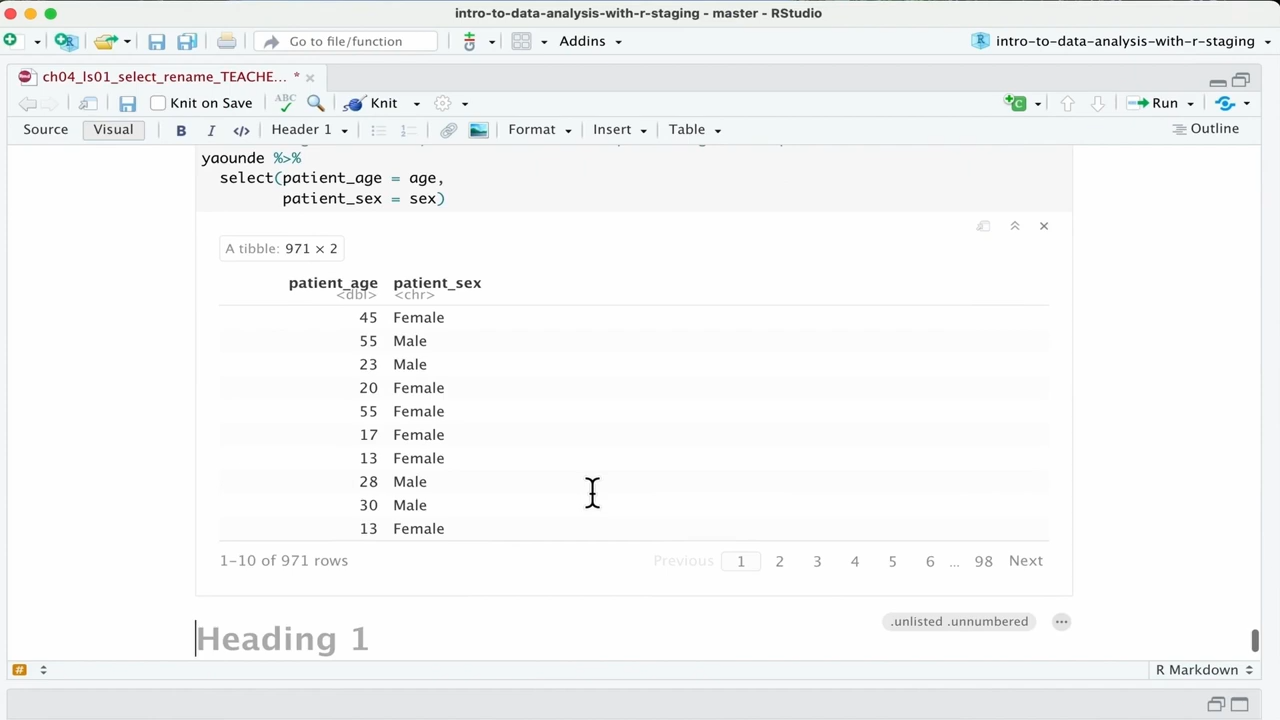 intro-to-data-analysis-with-r-staging - master - RStudio
Go to file/function
Addins
intro-to-data-analysis-with-r-staging
ch04_ls01_select_rename_TEACHE... *
Knit on Save
ABC
Knit
Run
Source
Visual
B
I
</>
Header 1
Format
Insert
Table
Outline
yaounde %>%
select(patient_age = age,
patient_sex = sex)
A tibble: 971 × 2
patient_age patient_sex
<dbl> <chr>
45 Female
55 Male
23 Male
20 Female
55 Female
17 Female
13 Female
28 Male
30 Male
13 Female
1-10 of 971 rows
Previous 1 2 3 4 5 6 ... 98 Next
.unlisted .unnumbered
Heading 1
#
R Markdown